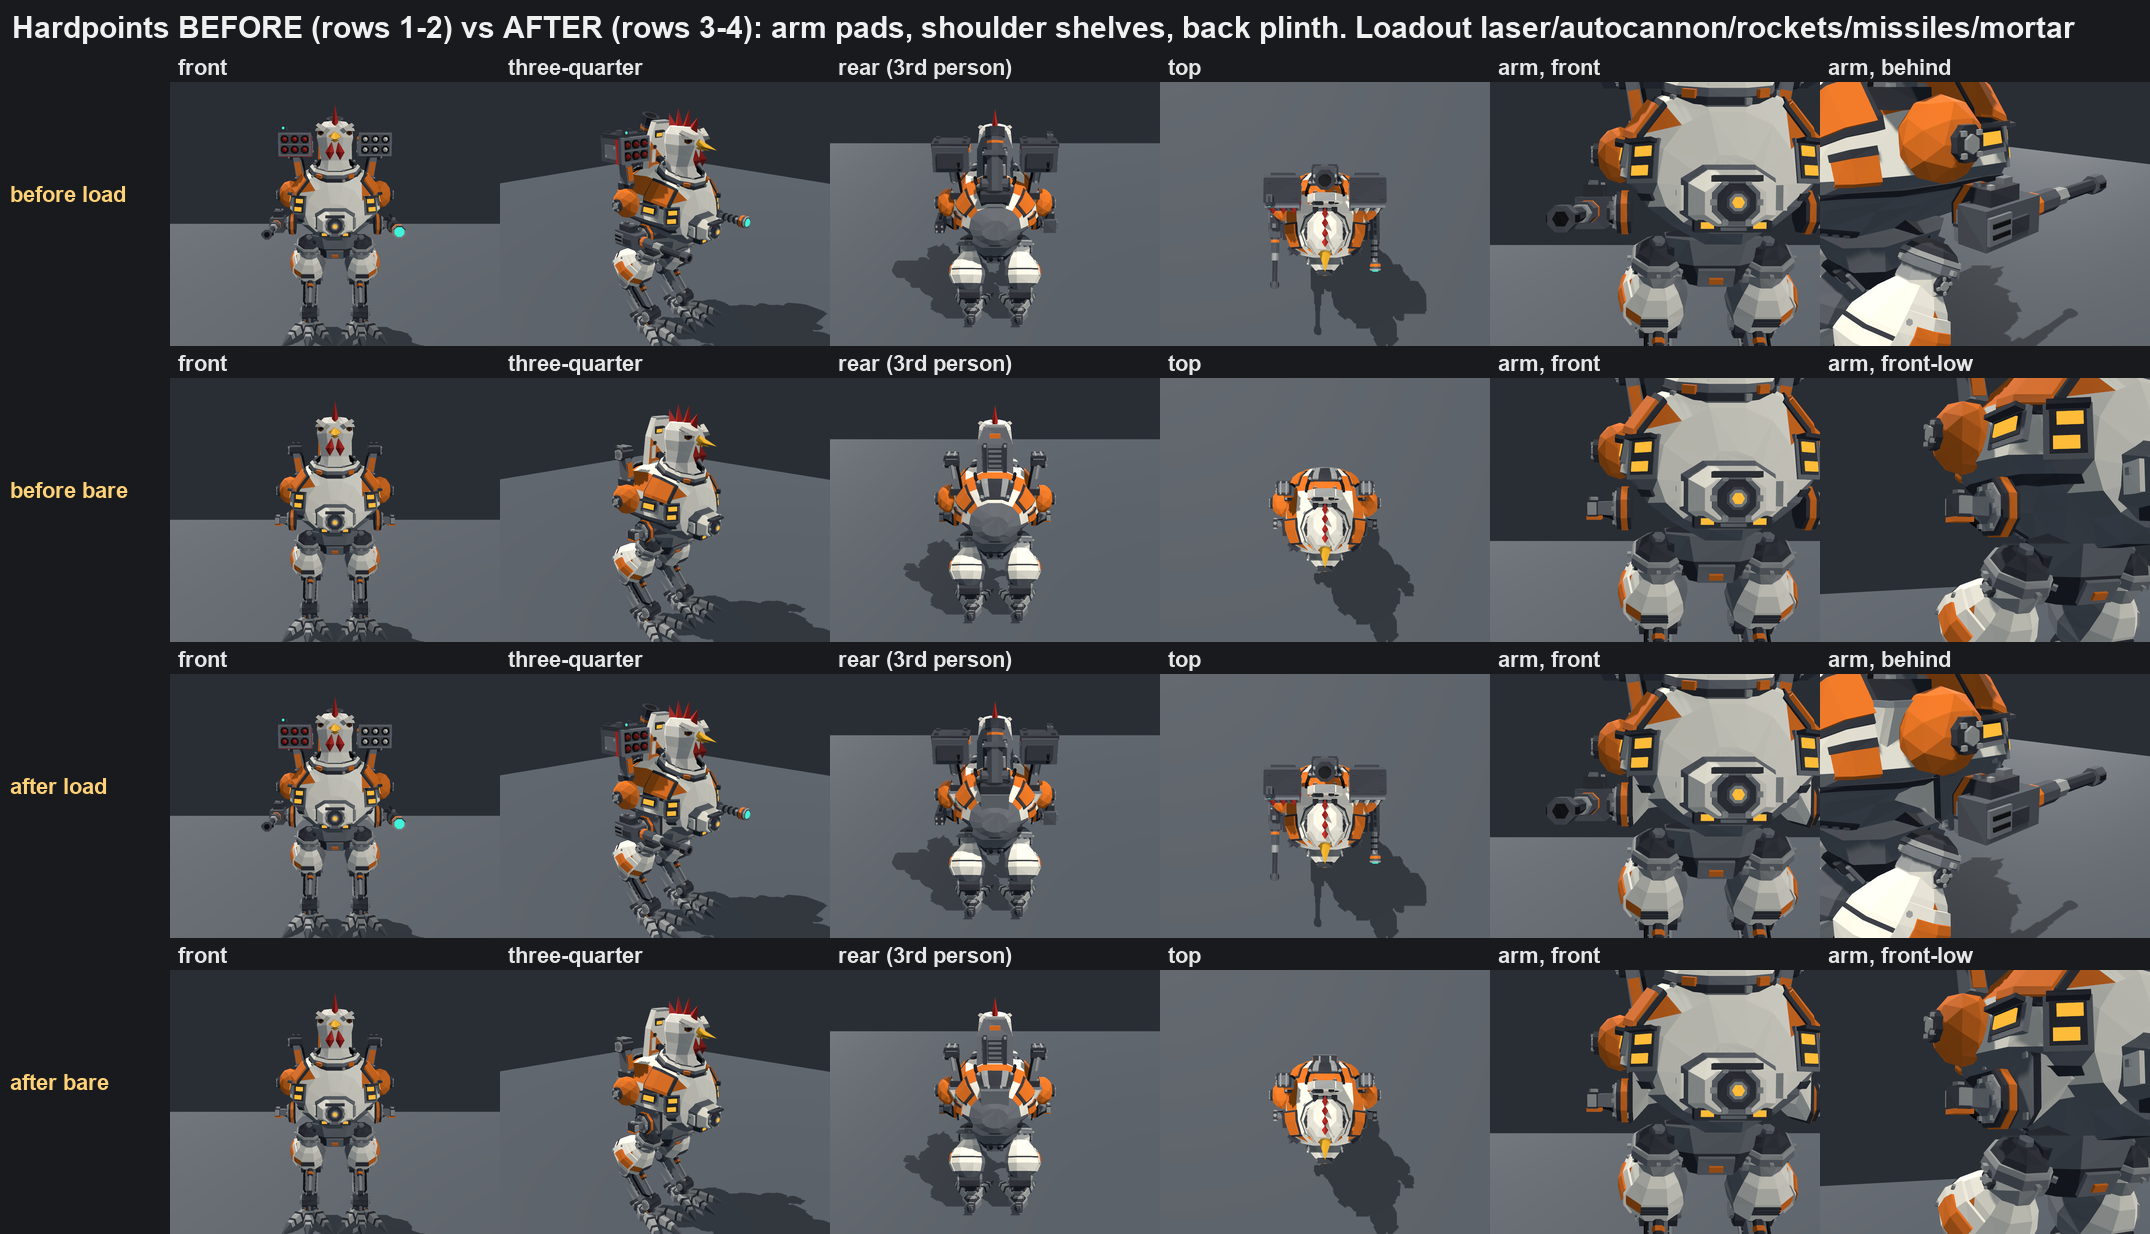 Hardpoints BEFORE (rows 1-2) vs AFTER (rows 3-4): arm pads, shoulder shelves, back plinth. Loadout laser/autocannon/rockets/missiles/mortar
front three-quarter rear (3rd person) top arm, front arm, behind
before load
front three-quarter rear (3rd person) top arm, front arm, front-low
before bare
front three-quarter rear (3rd person) top arm, front arm, behind
after load
front three-quarter rear (3rd person) top arm, front arm, front-low
after bare